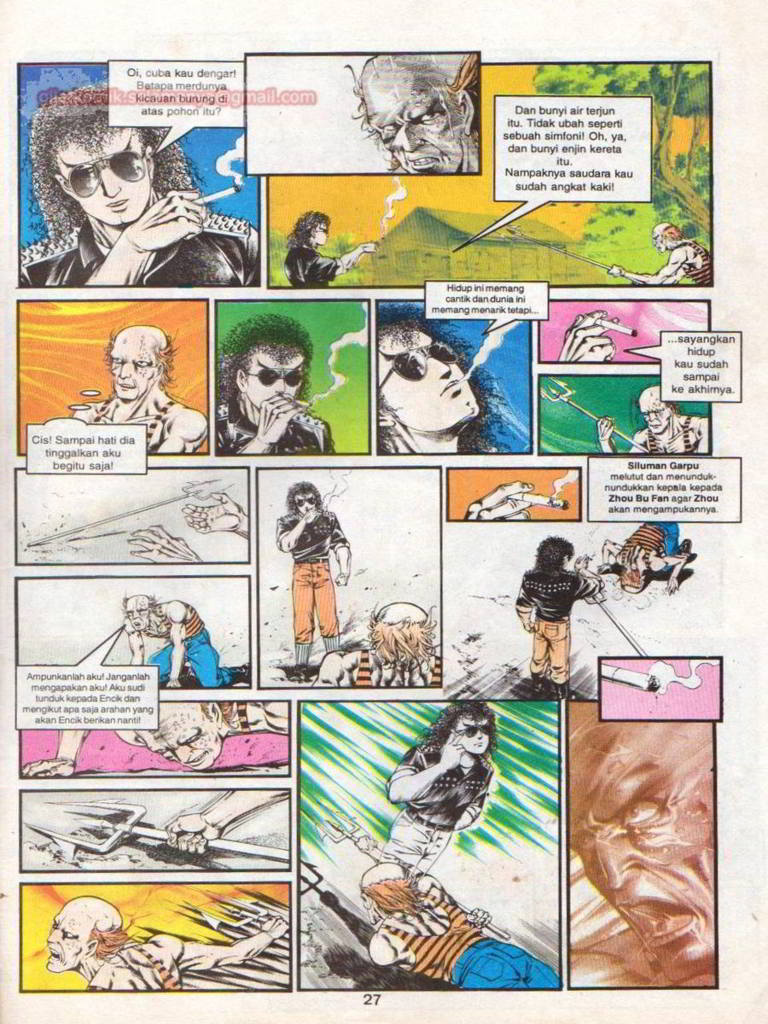 Oi, cuba kau dengar!
Betapa merdunya
kicauan burung di
atas pohon itu?
Dan bunyi air terjun
itu. Tidak ubah seperti
sebuah simfoni! Oh, ya,
dan bunyi enjin kereta
itu.
Nampaknya saudara kau
sudah angkat kaki!
Cis! Sampai hati dia
tinggalkan aku
begitu saja!
Hidup ini memang
cantik dan dunia ini
memang menarik tetapi...
...sayangkan
hidup
kau sudah
sampai
ke akhirnya.
Siluman Garpu
melutut dan menunduk-
nundukkan kepala kepada
Zhou Bu Fan agar Zhou
akan mengampukannya.
Ampunkanlah aku! Janganlah
mengapakan aku! Aku sudi
tunduk kepada Encik dan
mengikut apa saja arahan yang
akan Encik berikan nanti!
27